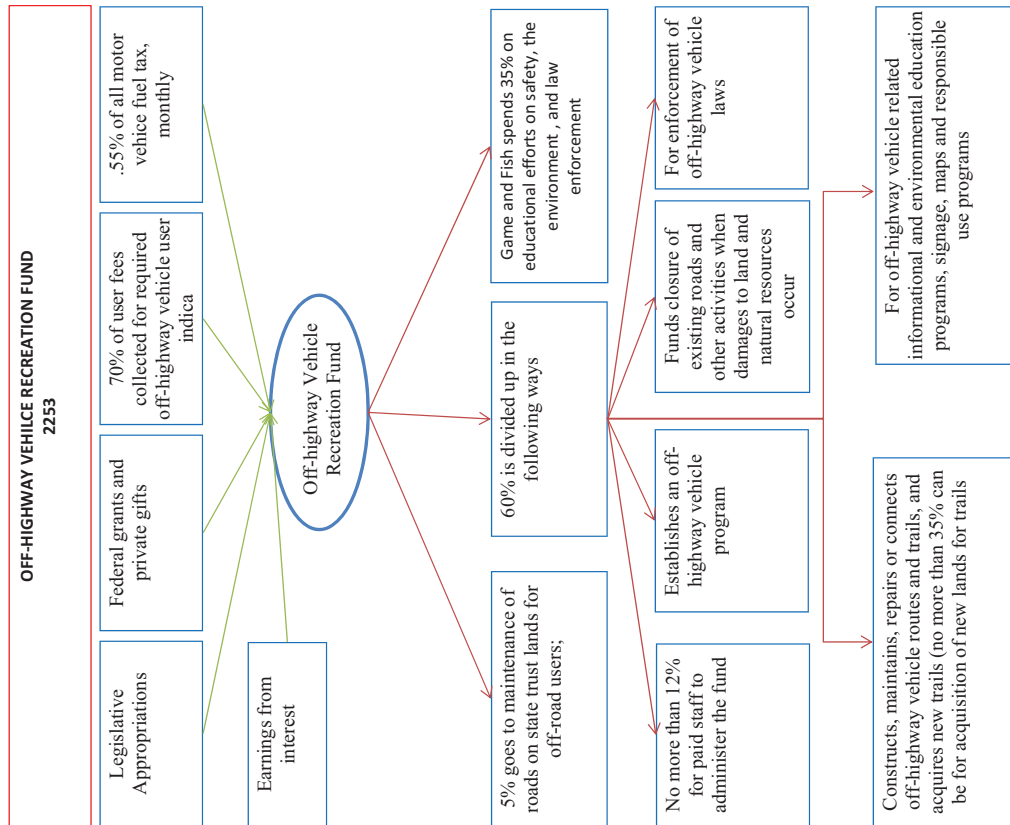 OFF-HIGHWAY VEHILCE RECREATION FUND
2253
Legislative
Appropriations
Federal grants and
private gifts
70% of user fees
collected for required
off-highway vehicle user
indica
.55% of all motor
vehice fuel tax,
monthly
Earnings from
interest
Off-highway Vehicle
Recreation Fund
5% goes to maintenance of
roads on state trust lands for
off-road users;
60% is divided up in the
following ways
Game and Fish spends 35% on
educational efforts on safety, the
environment , and law
enforcement
No more than 12%
for paid staff to
administer the fund
Establishes an off-
highway vehicle
program
Funds closure of
existing roads and
other activities when
damages to land and
natural resources
occur
For enforcement of
off-highway vehicle
laws
Constructs, maintains, repairs or connects
off-highway vehicle routes and trails, and
acquires new trails (no more than 35% can
be for acquisition of new lands for trails
For off-highway vehicle related
informational and environmental education
programs, signage, maps and responsible
use programs